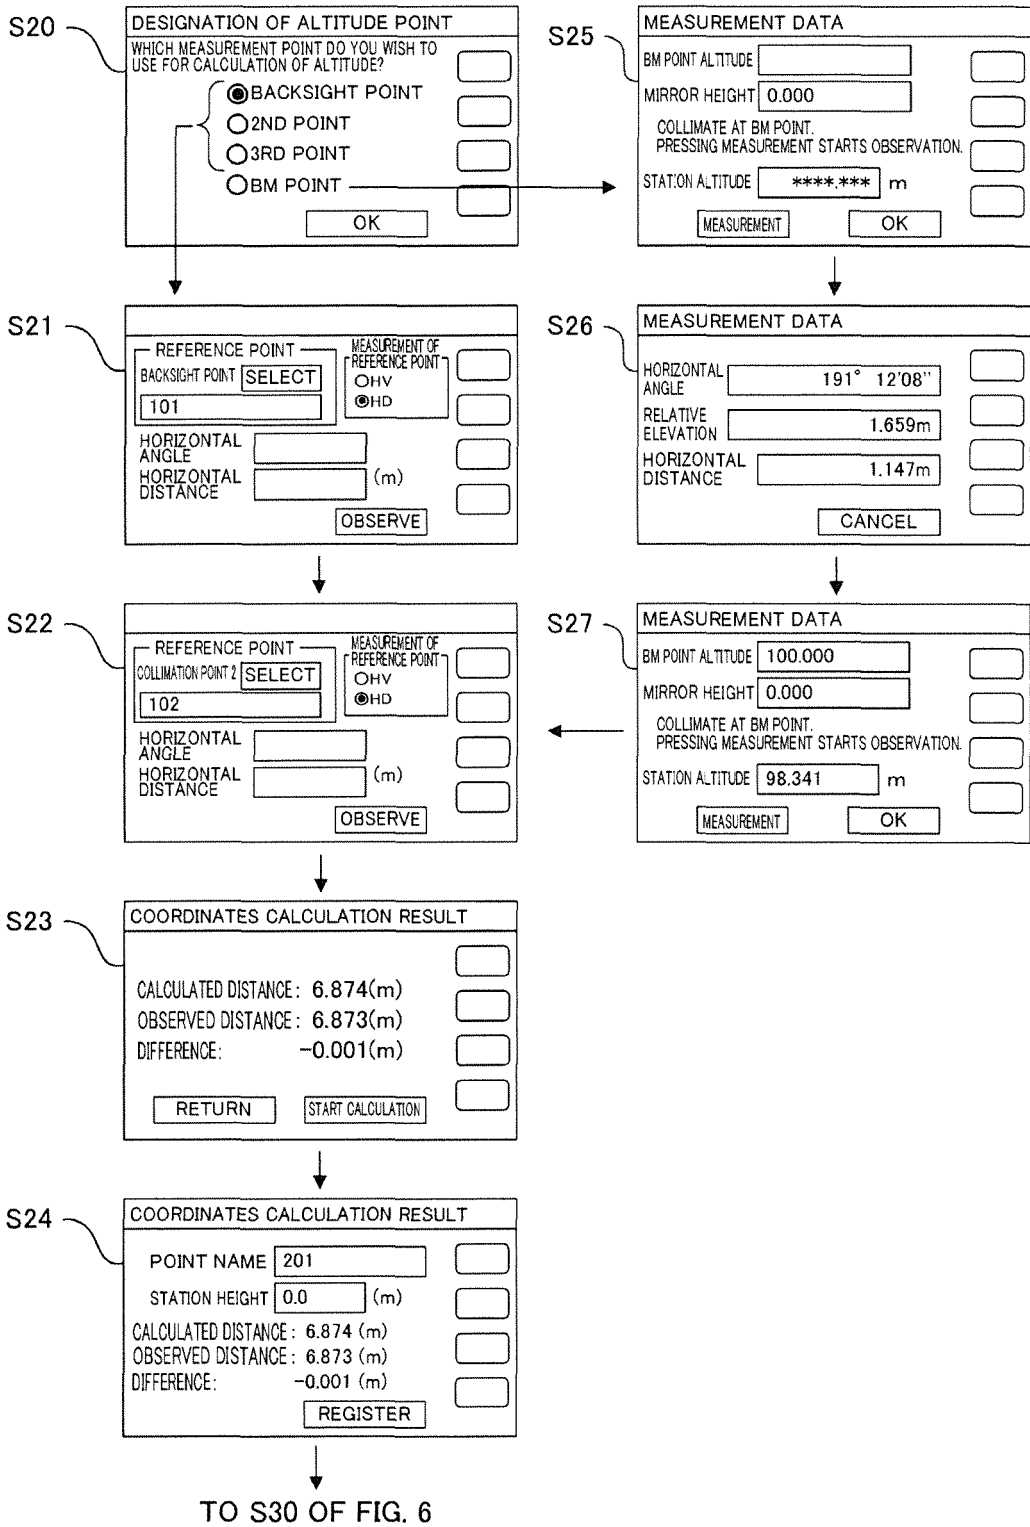 S20
DESIGNATION OF ALTITUDE POINT
WHICH MEASUREMENT POINT DO YOU WISH TO
USE FOR CALCULATION OF ALTITUDE?
BACKSIGHT POINT
2ND POINT
3RD POINT
BM POINT
OK
S25
MEASUREMENT DATA
BM POINT ALTITUDE
MIRROR HEIGHT 0.000
COLLIMATE AT BM POINT.
PRESSING MEASUREMENT STARTS OBSERVATION.
STATION ALTITUDE ****.*** m
MEASUREMENT OK
S21
REFERENCE POINT
BACKSIGHT POINT SELECT
101
MEASUREMENT OF
REFERENCE POINT
HV
HD
HORIZONTAL
ANGLE
HORIZONTAL
DISTANCE (m)
OBSERVE
S26
MEASUREMENT DATA
HORIZONTAL
ANGLE 191° 12'08"
RELATIVE
ELEVATION 1.659m
HORIZONTAL
DISTANCE 1.147m
CANCEL
S22
REFERENCE POINT
COLLIMATION POINT 2 SELECT
102
MEASUREMENT OF
REFERENCE POINT
HV
HD
HORIZONTAL
ANGLE
HORIZONTAL
DISTANCE (m)
OBSERVE
S27
MEASUREMENT DATA
BM POINT ALTITUDE 100.000
MIRROR HEIGHT 0.000
COLLIMATE AT BM POINT.
PRESSING MEASUREMENT STARTS OBSERVATION.
STATION ALTITUDE 98.341 m
MEASUREMENT OK
S23
COORDINATES CALCULATION RESULT
CALCULATED DISTANCE: 6.874(m)
OBSERVED DISTANCE: 6.873(m)
DIFFERENCE: -0.001(m)
RETURN START CALCULATION
S24
COORDINATES CALCULATION RESULT
POINT NAME 201
STATION HEIGHT 0.0 (m)
CALCULATED DISTANCE: 6.874 (m)
OBSERVED DISTANCE: 6.873 (m)
DIFFERENCE: -0.001 (m)
REGISTER
TO S30 OF FIG. 6